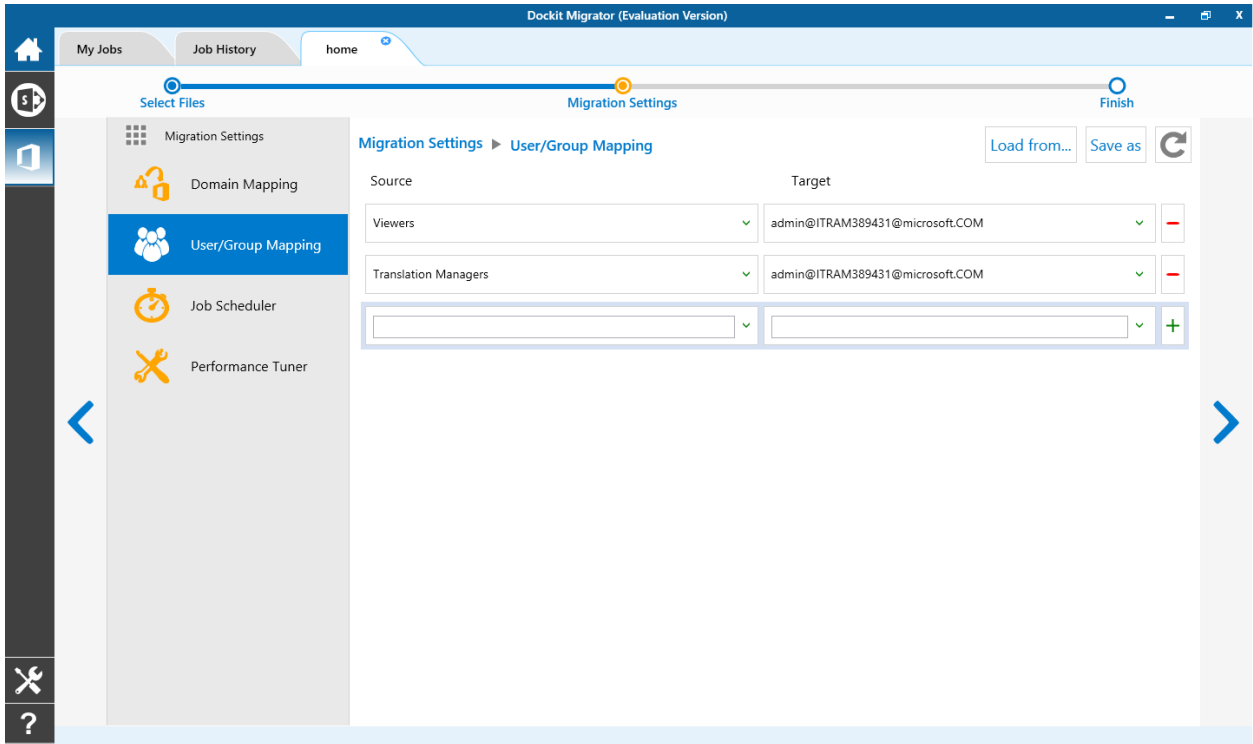 Dockit Migrator (Evaluation Version)
My Jobs
Job History
home
Select Files
Migration Settings
Finish
Migration Settings
Domain Mapping
User/Group Mapping
Job Scheduler
Performance Tuner
Migration Settings ▶ User/Group Mapping
Load from...
Save as
Source
Target
Viewers
admin@ITRAM389431@microsoft.COM
Translation Managers
admin@ITRAM389431@microsoft.COM